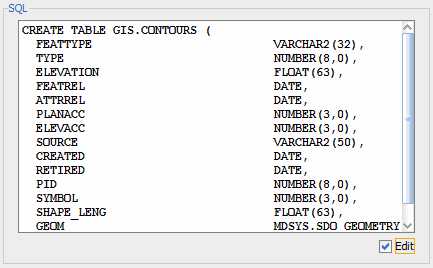 SQL
CREATE TABLE GIS.CONTOURS (
FEATTYPE VARCHAR2(32),
TYPE NUMBER(8,0),
ELEVATION FLOAT(63),
FEATREL DATE,
ATTRREL DATE,
PLANACC NUMBER(3,0),
ELEVACC NUMBER(3,0),
SOURCE VARCHAR2(50),
CREATED DATE,
RETIRED DATE,
PID NUMBER(8,0),
SYMBOL NUMBER(3,0),
SHAPE_LENG FLOAT(63),
GEOM MDSYS.SDO_GEOMETRY
Edit